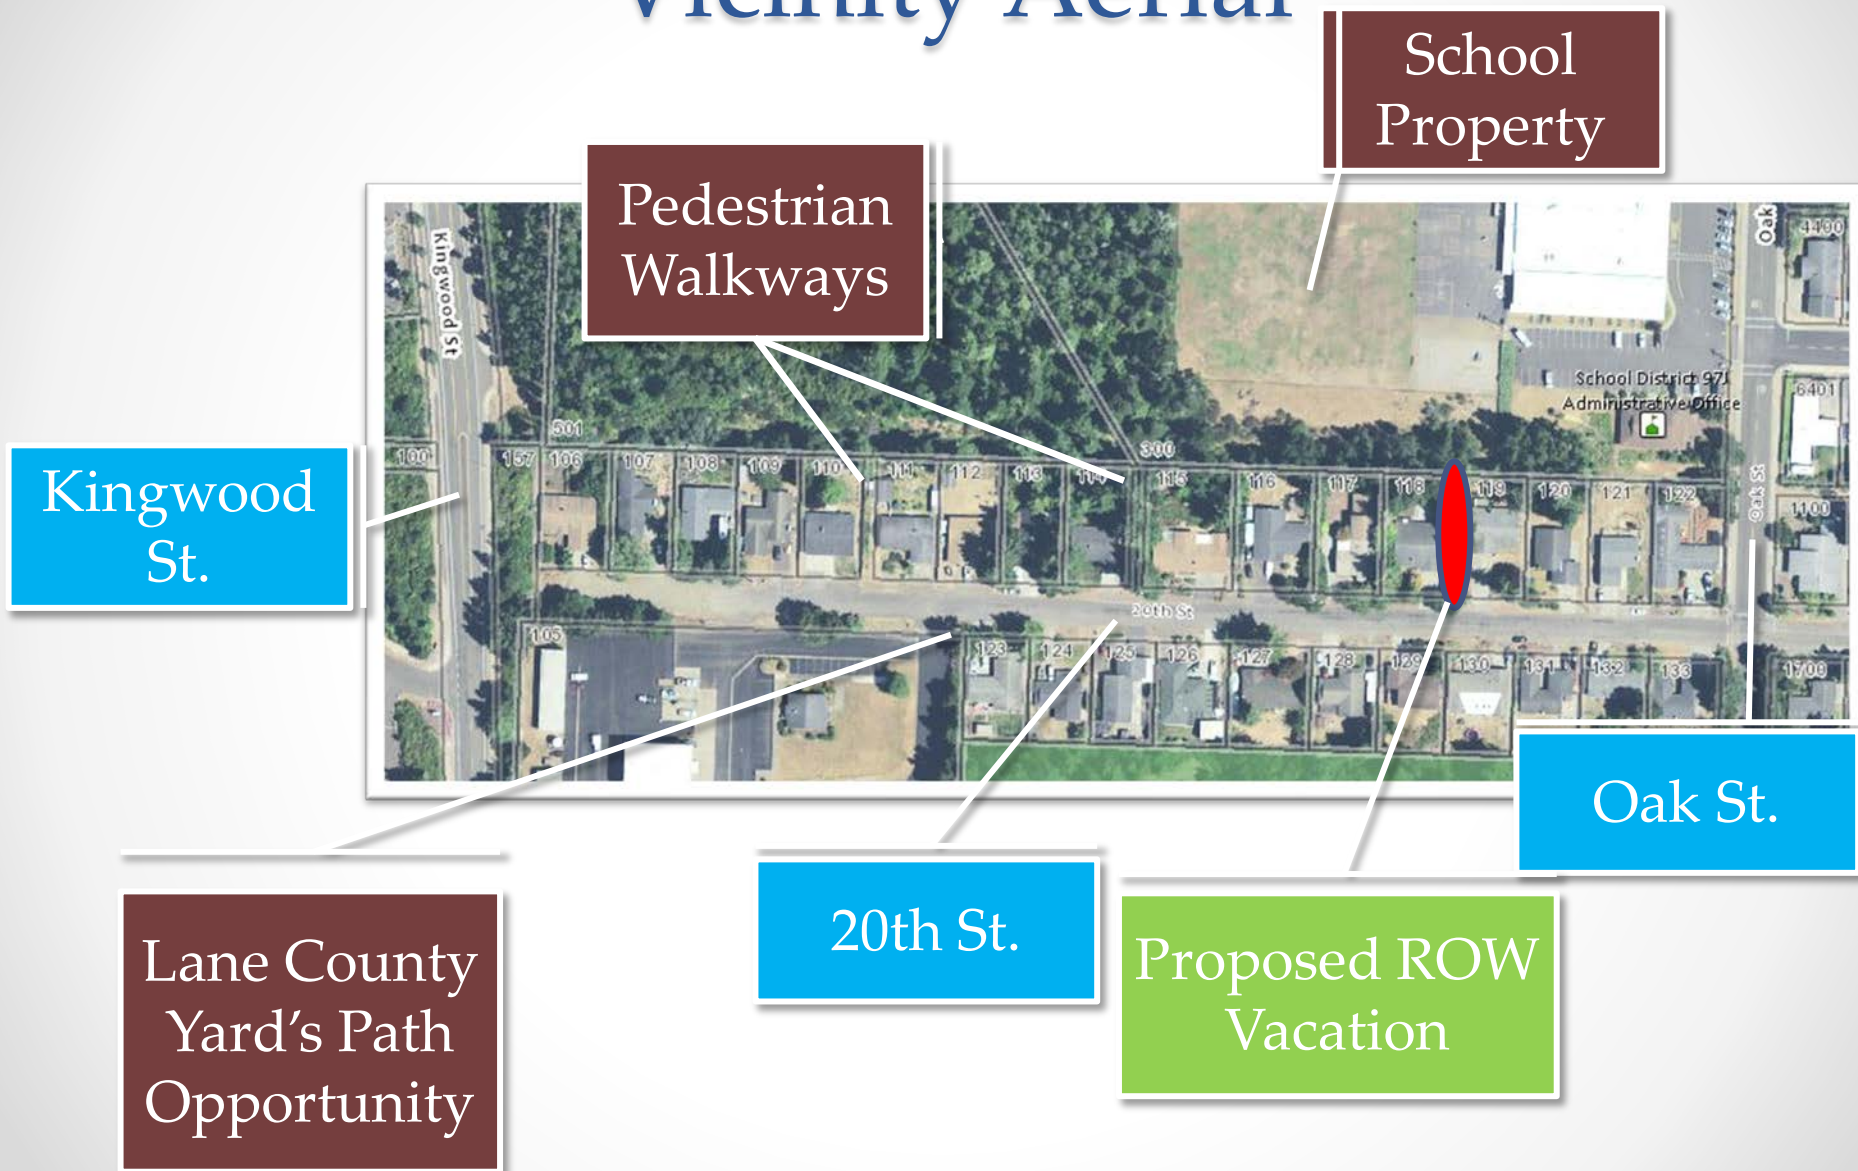 Vicinity Aerial
School
Property
Pedestrian
Walkways
Kingwood St
Oak
4400
School District 97J
Administrative Office
6401
501
300
100
157
106
107
108
109
110
111
112
113
114
115
116
117
118
119
120
121
122
Oak St
1100
Kingwood
St.
20th St
105
123
124
125
126
127
128
129
130
131
132
133
1700
Oak St.
20th St.
Proposed ROW
Vacation
Lane County
Yard’s Path
Opportunity